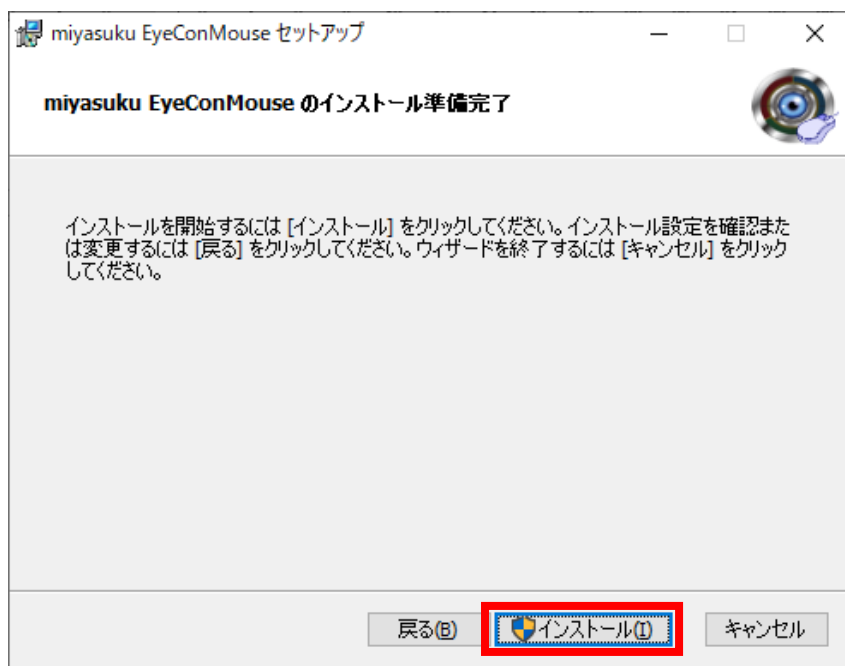 miyasuku EyeConMouse セットアップ
miyasuku EyeConMouse のインストール準備完了
インストールを開始するには [インストール] をクリックしてください。インストール設定を確認また
は変更するには [戻る] をクリックしてください。ウィザードを終了するには [キャンセル] をクリック
してください。
戻る(B) インストール(I) キャンセル